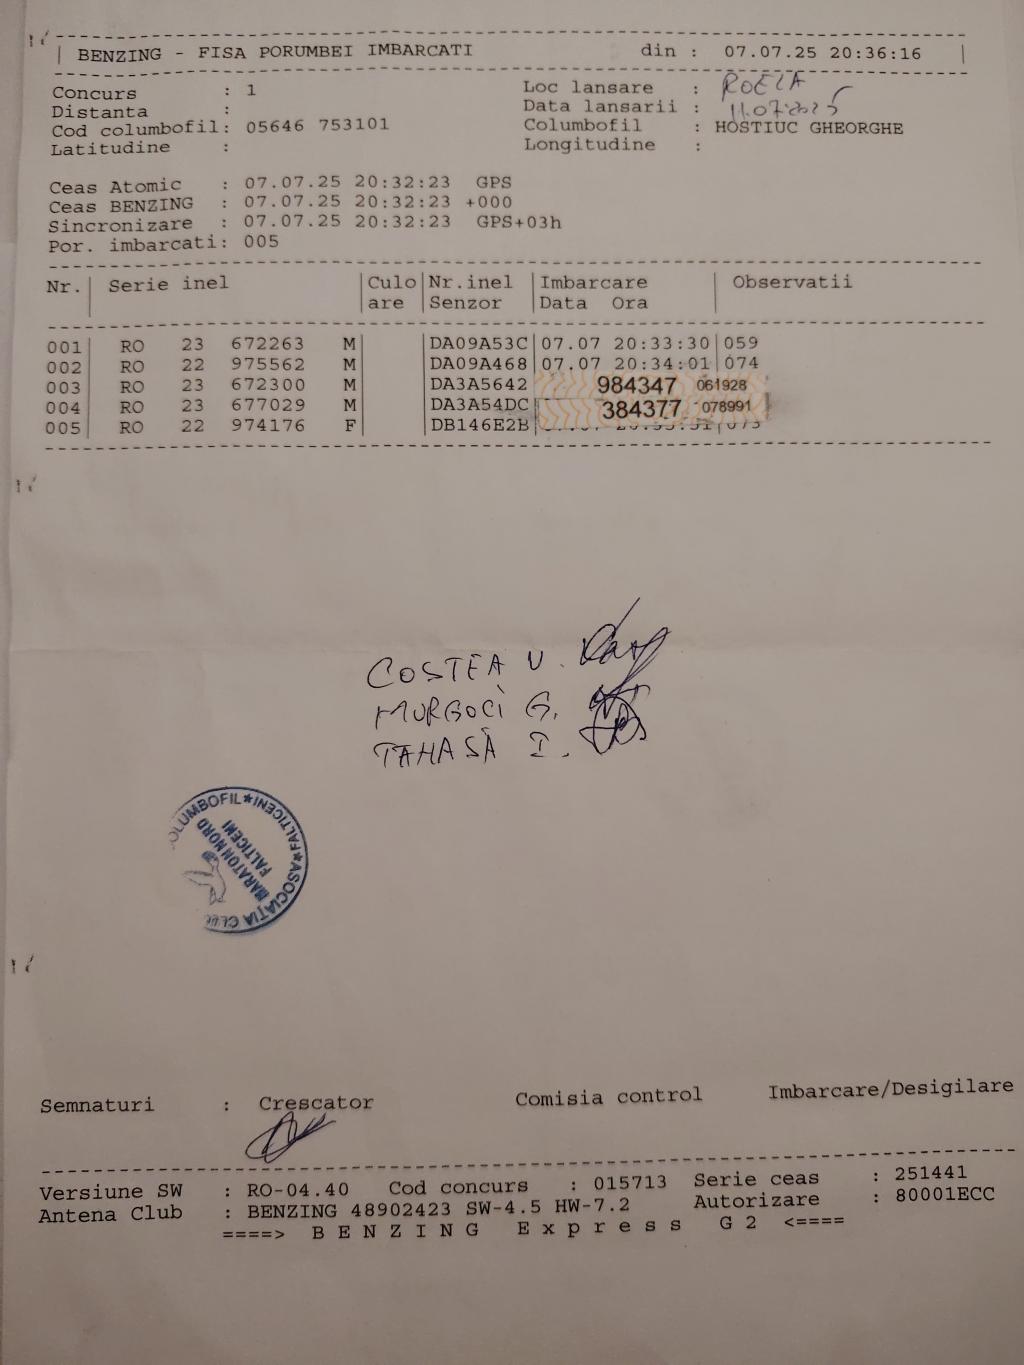 BENZING - FISA PORUMBEI IMBARCATI din : 07.07.25 20:36:16
Concurs : 1 Loc lansare :
Distanta : Data lansarii : 11.07.2025
Cod columbofil: 05646 753101 Columbofil : HOSTIUC GHEORGHE
Latitudine : Longitudine :
Ceas Atomic : 07.07.25 20:32:23 GPS
Ceas BENZING : 07.07.25 20:32:23 +000
Sincronizare : 07.07.25 20:32:23 GPS+03h
Por. imbarcati: 005
Nr. Serie inel Culo Nr.inel Imbarcare Observatii
are Senzor Data Ora
001 RO 23 672263 M DA09A53C 07.07 20:33:30 059
002 RO 22 975562 M DA09A468 07.07 20:34:01 074
003 RO 23 672300 M DA3A5642 984347 061928
004 RO 23 677029 M DA3A54DC 384377 078991
005 RO 22 974176 F DB146E2B
COSTEA V.
MURGOCI G.
TAHASĂ I.
ASOCIAȚIA CLUB COLUMBOFIL * FALTICENI *
MARATON NORD
FALTICENI
Semnaturi : Crescator Comisia control Imbarcare/Desigilare
Versiune SW : RO-04.40 Cod concurs : 015713 Serie ceas : 251441
Antena Club : BENZING 48902423 SW-4.5 HW-7.2 Autorizare : 80001ECC
====> B E N Z I N G E x p r e s s G 2 <====